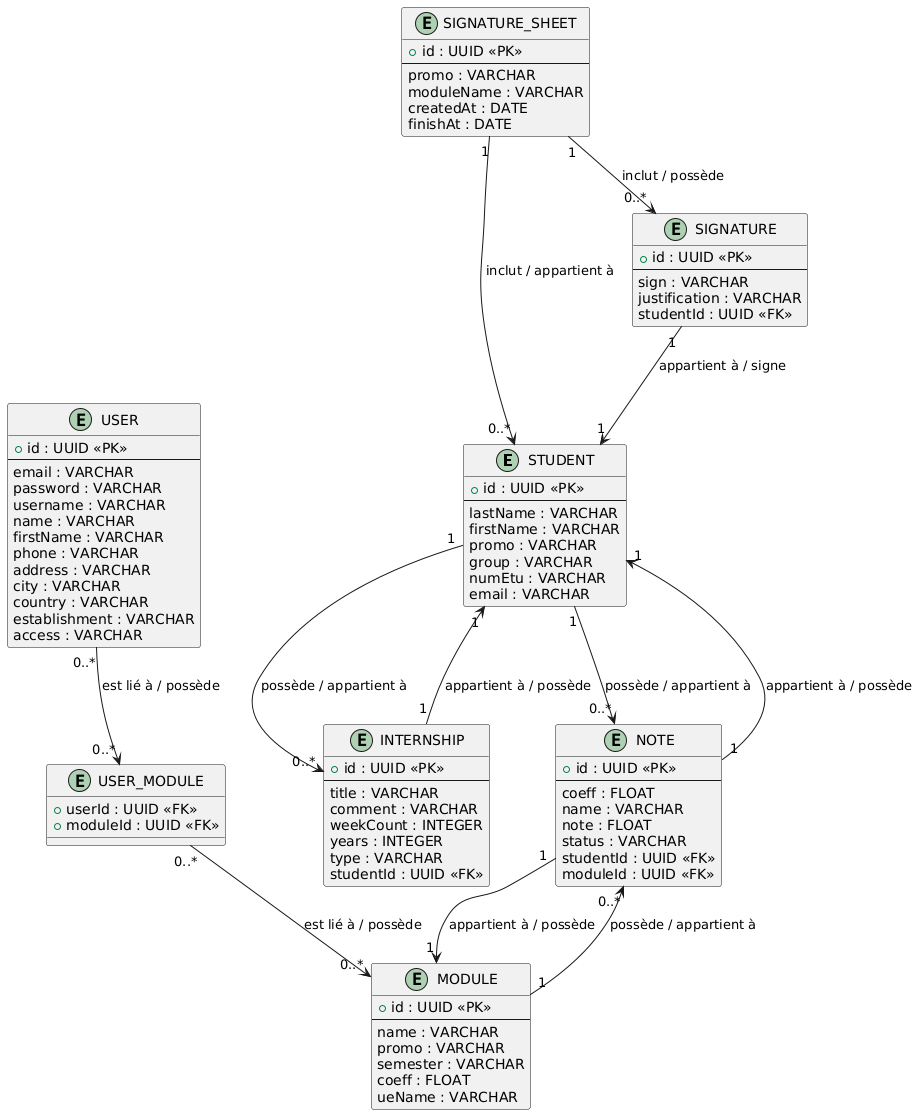 E SIGNATURE_SHEET
id : UUID «PK»
promo : VARCHAR
moduleName : VARCHAR
createdAt : DATE
finishAt : DATE
1
1
inclut / possède
0..*
E SIGNATURE
id : UUID «PK»
sign : VARCHAR
justification : VARCHAR
studentId : UUID «FK»
inclut / appartient à
1
appartient à / signe
0..*
1
E USER
id : UUID «PK»
email : VARCHAR
password : VARCHAR
username : VARCHAR
name : VARCHAR
firstName : VARCHAR
phone : VARCHAR
address : VARCHAR
city : VARCHAR
country : VARCHAR
establishment : VARCHAR
access : VARCHAR
E STUDENT
id : UUID «PK»
lastName : VARCHAR
firstName : VARCHAR
promo : VARCHAR
group : VARCHAR
numEtu : VARCHAR
email : VARCHAR
1
1
1
1
0..*
est lié à / possède
possède / appartient à
appartient à / possède
possède / appartient à
appartient à / possède
0..*
0..*
1
0..*
1
E USER_MODULE
userId : UUID «FK»
moduleId : UUID «FK»
E INTERNSHIP
id : UUID «PK»
title : VARCHAR
comment : VARCHAR
weekCount : INTEGER
years : INTEGER
type : VARCHAR
studentId : UUID «FK»
E NOTE
id : UUID «PK»
coeff : FLOAT
name : VARCHAR
note : FLOAT
status : VARCHAR
studentId : UUID «FK»
moduleId : UUID «FK»
0..*
1
0..*
est lié à / possède
appartient à / possède
possède / appartient à
0..*
1
1
E MODULE
id : UUID «PK»
name : VARCHAR
promo : VARCHAR
semester : VARCHAR
coeff : FLOAT
ueName : VARCHAR